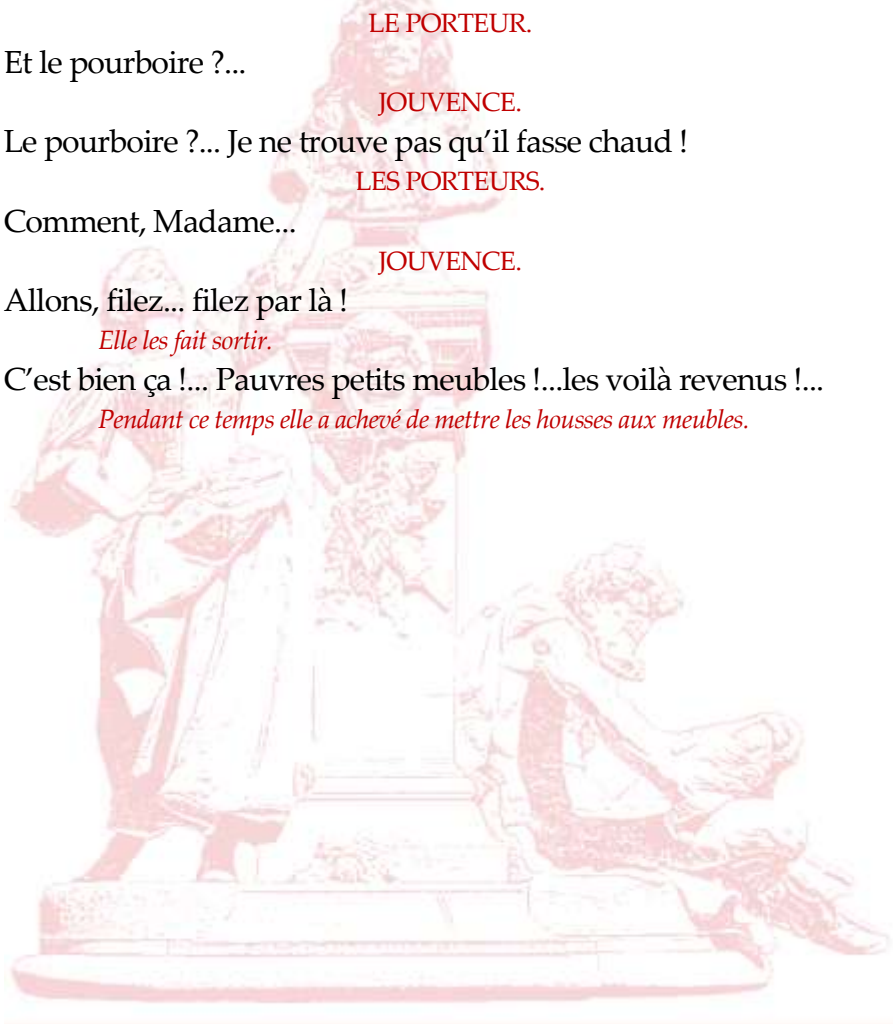 LE PORTEUR.
Et le pourboire ?...
JOUVENCE.
Le pourboire ?... Je ne trouve pas qu’il fasse chaud !
LES PORTEURS.
Comment, Madame...
JOUVENCE.
Allons, filez... filez par là !
Elle les fait sortir.
C’est bien ça !... Pauvres petits meubles !...les voilà revenus !...
Pendant ce temps elle a achevé de mettre les housses aux meubles.